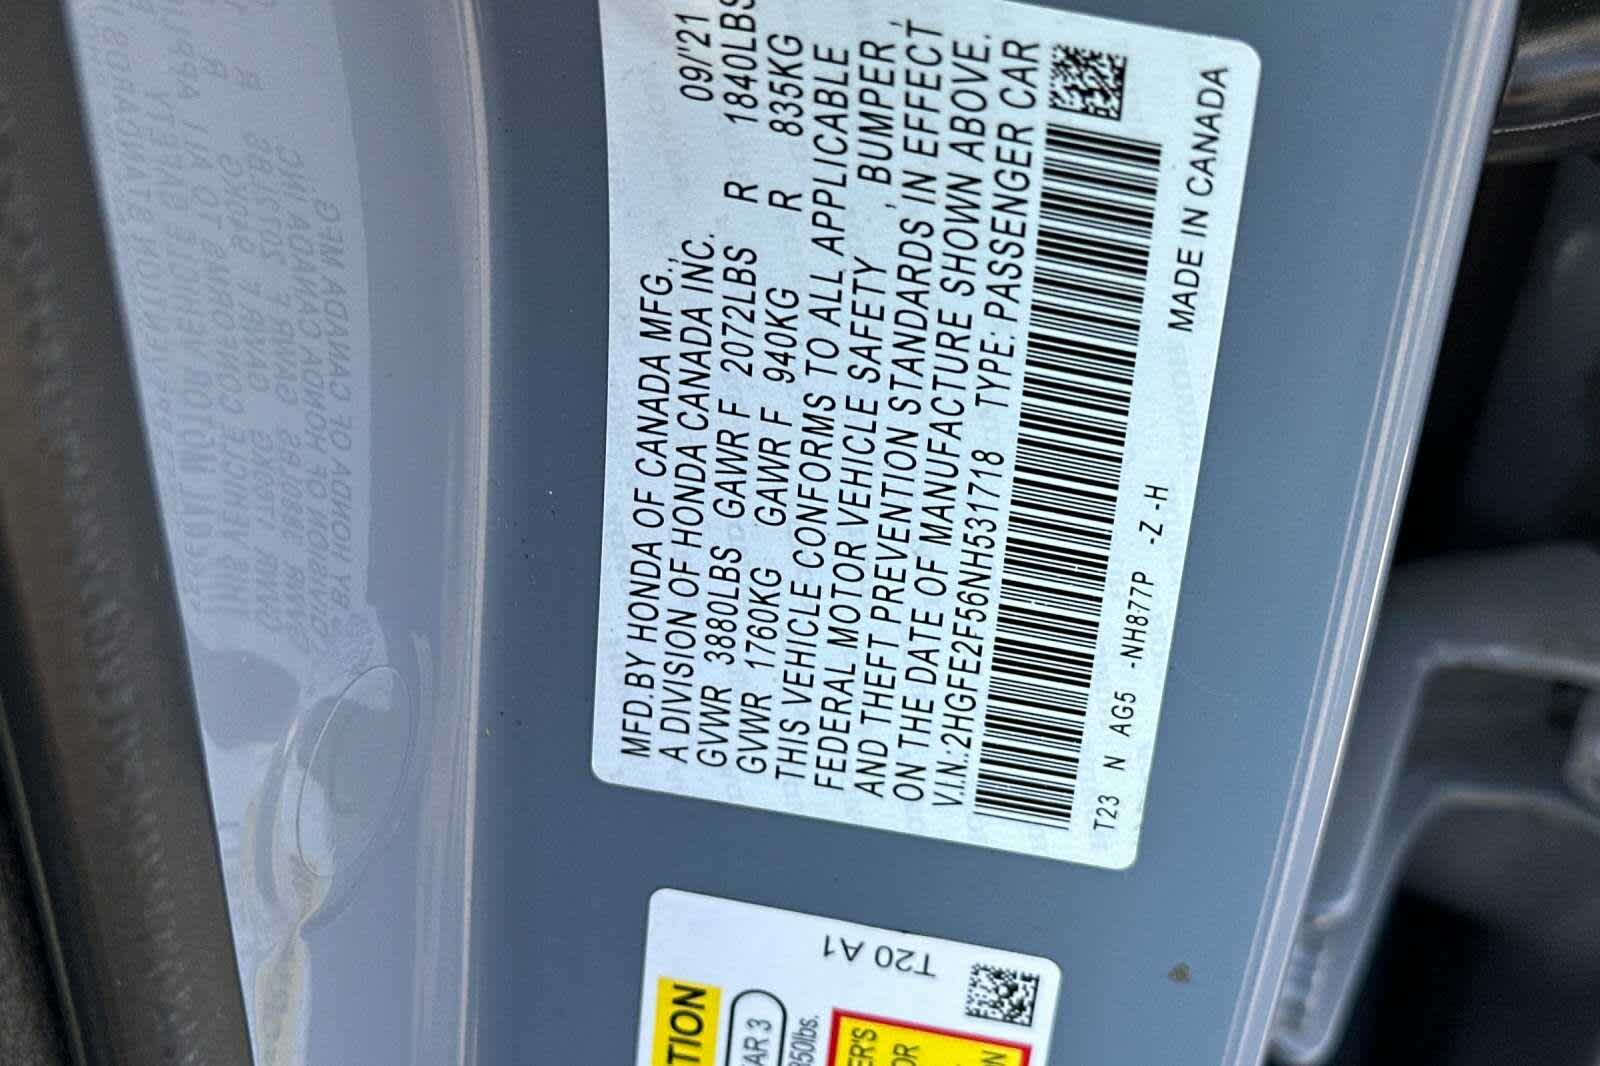 MFD.BY HONDA OF CANADA MFG.,
A DIVISION OF HONDA CANADA INC. 09/'21
GVWR 3880LBS GAWR F 2072LBS R 1840LBS
GVWR 1760KG GAWR F 940KG R 835KG
THIS VEHICLE CONFORMS TO ALL APPLICABLE
FEDERAL MOTOR VEHICLE SAFETY , BUMPER ,
AND THEFT PREVENTION STANDARDS IN EFFECT
ON THE DATE OF MANUFACTURE SHOWN ABOVE.
V.I.N.:2HGFE2F56NH531718 TYPE: PASSENGER CAR
T23 N AG5 -NH877P -Z -H MADE IN CANADA
T20 A1